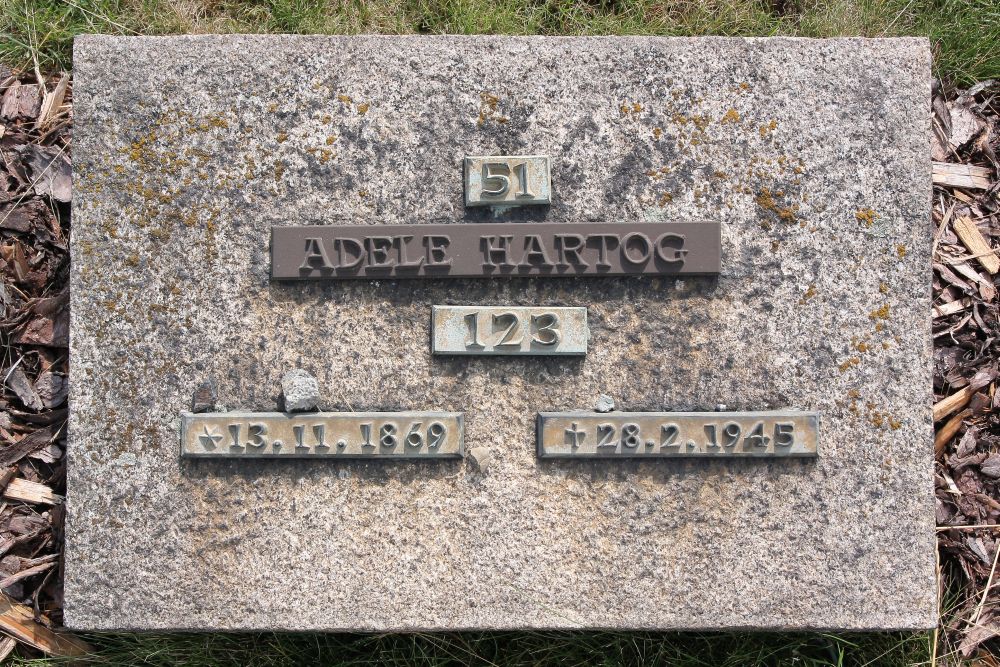 51
ADELE HARTOG
123
* 13.11.1869
† 28.2.1945